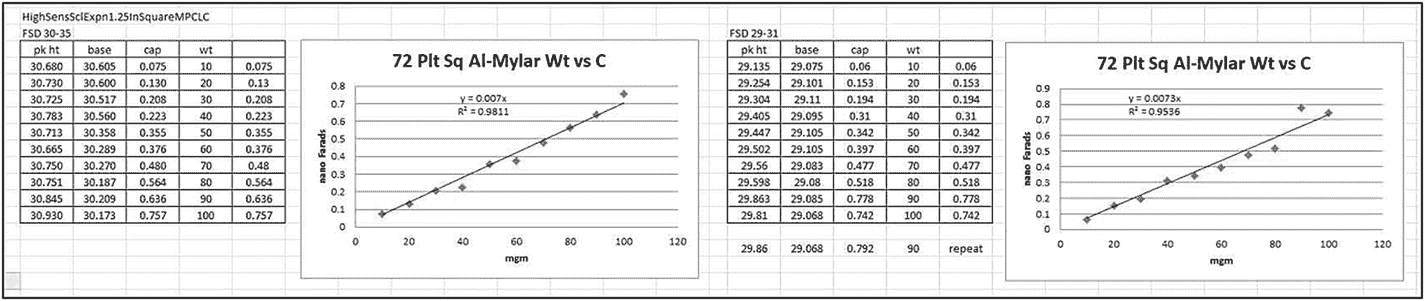 HighSensSclExpn1.25InSquareMPCLC
FSD 30-35
pk ht base cap wt
30.680 30.605 0.075 10 0.075
30.730 30.600 0.130 20 0.13
30.725 30.517 0.208 30 0.208
30.783 30.560 0.223 40 0.223
30.713 30.358 0.355 50 0.355
30.665 30.289 0.376 60 0.376
30.750 30.270 0.480 70 0.48
30.751 30.187 0.564 80 0.564
30.845 30.209 0.636 90 0.636
30.930 30.173 0.757 100 0.757
72 Plt Sq Al-Mylar Wt vs C
y = 0.007x
R² = 0.9811
nano Farads
0.8
0.7
0.6
0.5
0.4
0.3
0.2
0.1
0
0 20 40 60 80 100 120
mgm
FSD 29-31
pk ht base cap wt
29.135 29.075 0.06 10 0.06
29.254 29.101 0.153 20 0.153
29.304 29.11 0.194 30 0.194
29.405 29.095 0.31 40 0.31
29.447 29.105 0.342 50 0.342
29.502 29.105 0.397 60 0.397
29.56 29.083 0.477 70 0.477
29.598 29.08 0.518 80 0.518
29.863 29.085 0.778 90 0.778
29.81 29.068 0.742 100 0.742
29.86 29.068 0.792 90 repeat
72 Plt Sq Al-Mylar Wt vs C
y = 0.0073x
R² = 0.9536
nano Farads
0.9
0.8
0.7
0.6
0.5
0.4
0.3
0.2
0.1
0
0 20 40 60 80 100 120
mgm